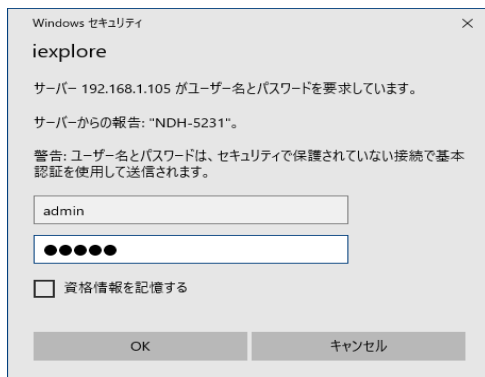 Windows セキュリティ
iexplore
サーバー 192.168.1.105 がユーザー名とパスワードを要求しています。
サーバーからの報告: "NDH-5231"。
警告: ユーザー名とパスワードは、セキュリティで保護されていない接続で基本
認証を使用して送信されます。
admin
●●●●●
資格情報を記憶する
OK
キャンセル